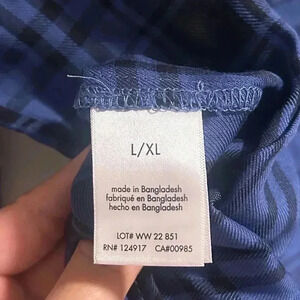 L/XL
made in Bangladesh
fabriqué en Bangladesh
hecho en Bangladesh
LOT# WW 22 851
RN# 124917 CA#00985